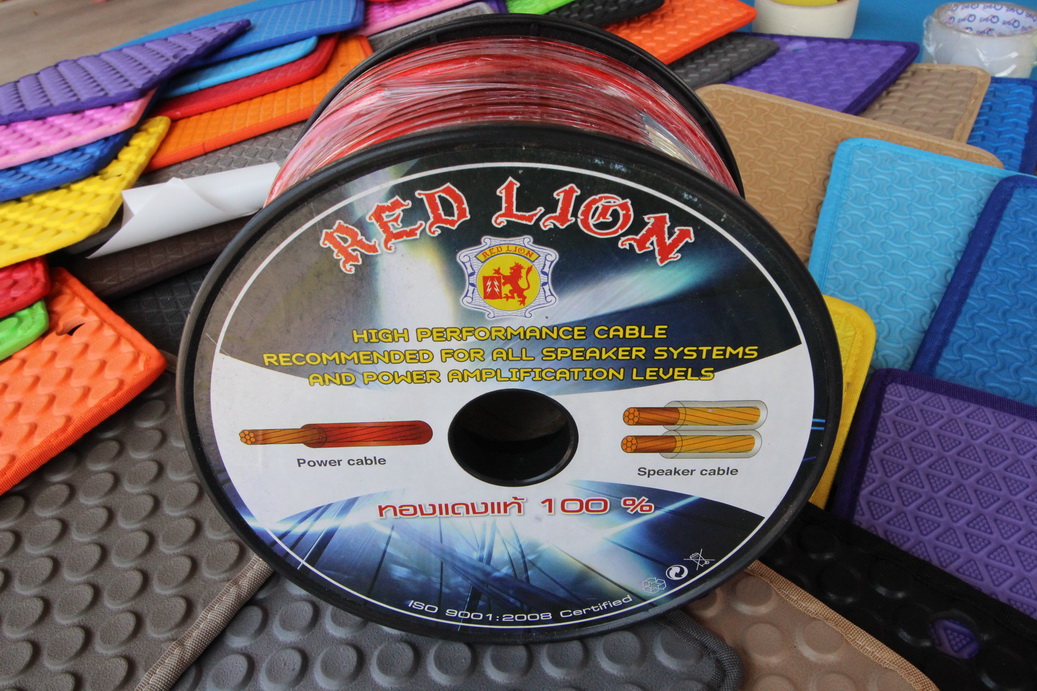 RED LION
RED LION
HIGH PERFORMANCE CABLE
RECOMMENDED FOR ALL SPEAKER SYSTEMS
AND POWER AMPLIFICATION LEVELS
Power cable
Speaker cable
ทองแดงแท้ 100 %
ISO 9001:2008 Certified